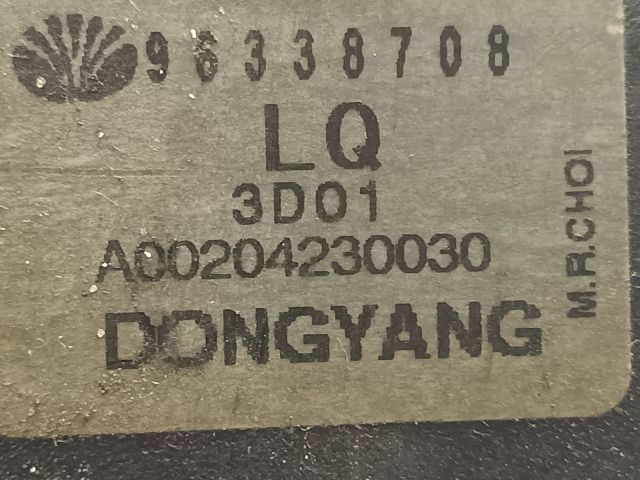 96338708
LQ
3D01
A00204230030
DONGYANG
M.R.CHOI